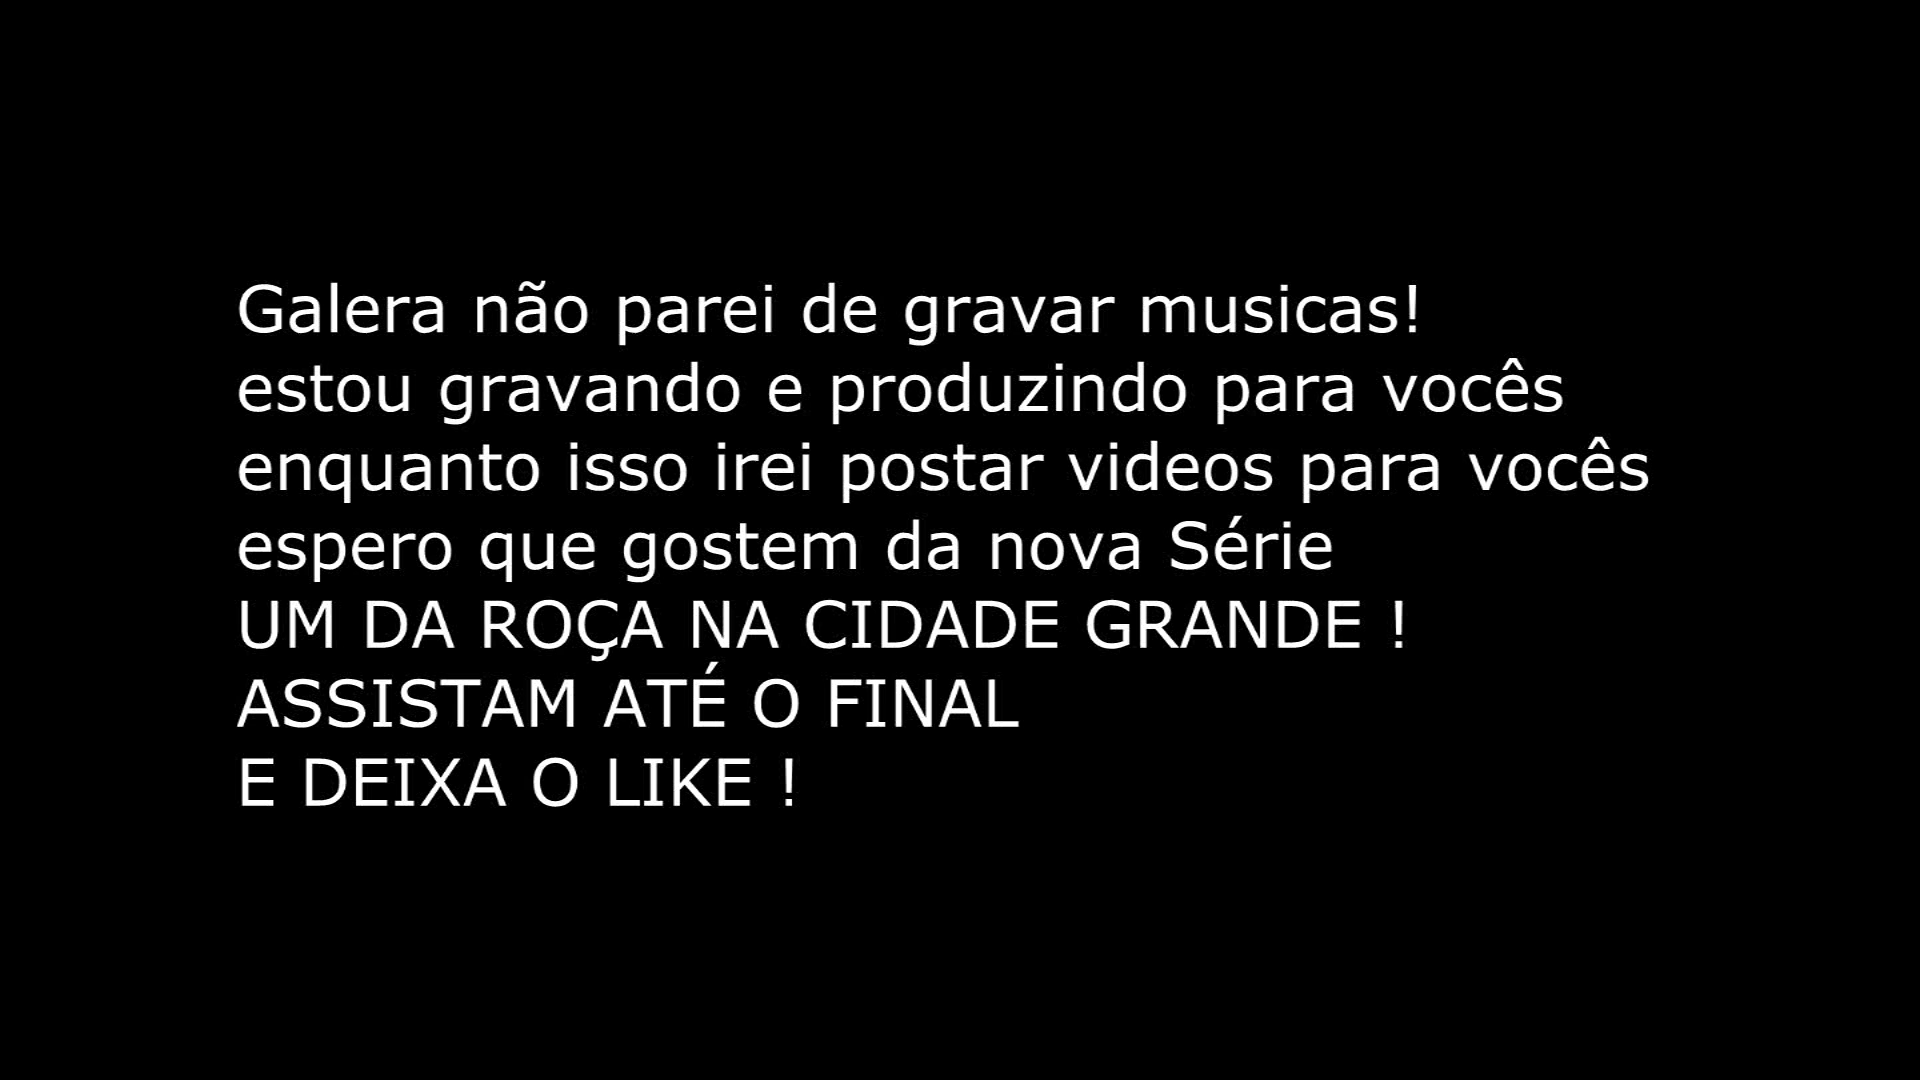 Galera não parei de gravar musicas!
estou gravando e produzindo para vocês
enquanto isso irei postar videos para vocês
espero que gostem da nova Série
UM DA ROÇA NA CIDADE GRANDE !
ASSISTAM ATÉ O FINAL
E DEIXA O LIKE !